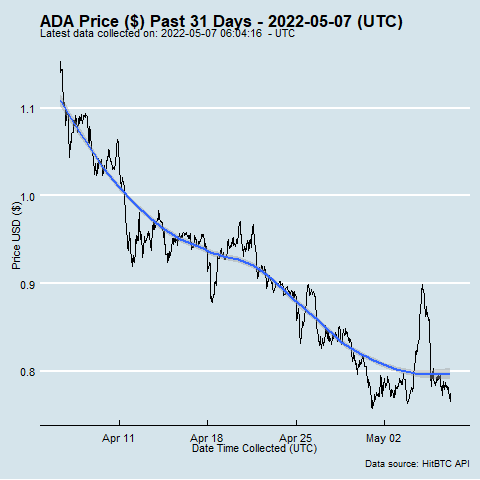 ADA Price ($) Past 31 Days - 2022-05-07 (UTC)
Latest data collected on: 2022-05-07 06:04:16 - UTC
1.1
1.0
0.9
0.8
Price USD ($)
Apr 11 Apr 18 Apr 25 May 02
Date Time Collected (UTC)
Data source: HitBTC API